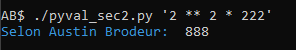 AB$ ./pyval_sec2.py '2 ** 2 * 222'
Selon Austin Brodeur:  888